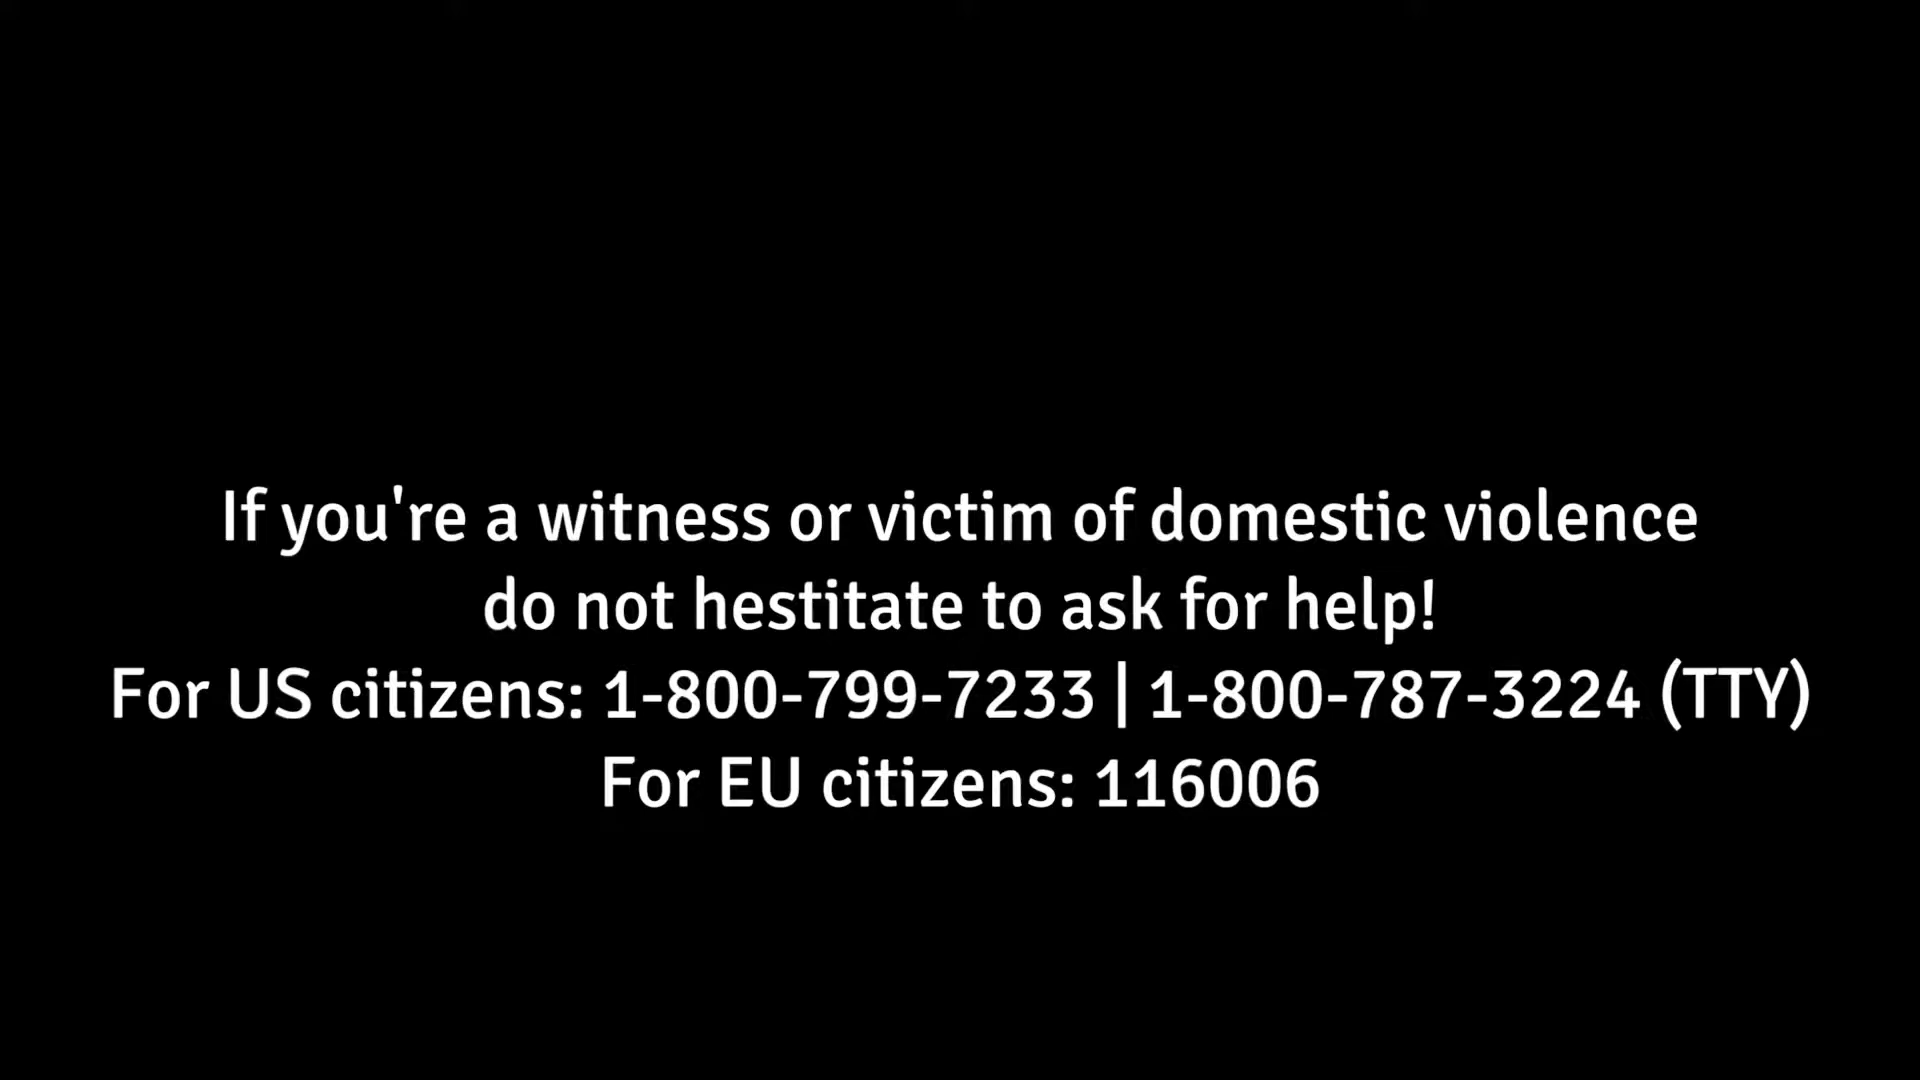 If you're a witness or victim of domestic violence
do not hestitate to ask for help!
For US citizens: 1-800-799-7233 | 1-800-787-3224 (TTY)
For EU citizens: 116006